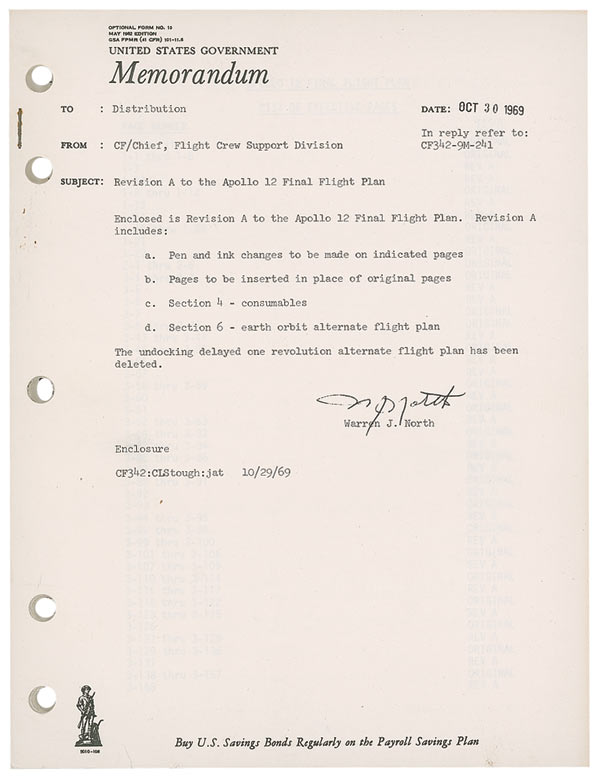 OPTIONAL FORM NO. 10
MAY 1962 EDITION
GSA FPMR (41 CFR) 101-11.6
UNITED STATES GOVERNMENT
Memorandum
TO : Distribution
DATE: OCT 30 1969
In reply refer to:
FROM : CF/Chief, Flight Crew Support Division
CF342-9M-241
SUBJECT: Revision A to the Apollo 12 Final Flight Plan
Enclosed is Revision A to the Apollo 12 Final Flight Plan. Revision A
includes:
a. Pen and ink changes to be made on indicated pages
b. Pages to be inserted in place of original pages
c. Section 4 - consumables
d. Section 6 - earth orbit alternate flight plan
The undocking delayed one revolution alternate flight plan has been
deleted.
Warren J. North
Enclosure
CF342:CLStough:jat 10/29/69
5010-108
Buy U.S. Savings Bonds Regularly on the Payroll Savings Plan